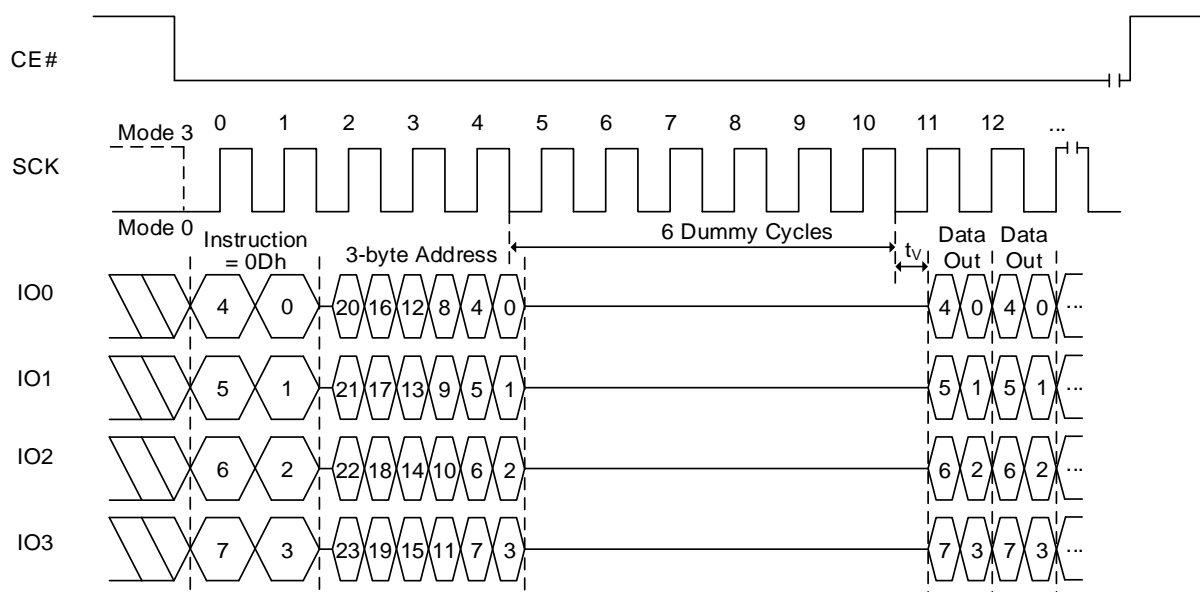 CE#
0 1 2 3 4 5 6 7 8 9 10 11 12 ...
Mode 3
SCK
Mode 0
Instruction
= 0Dh
3-byte Address
6 Dummy Cycles
tV
Data
Out
Data
Out
IO0 4 0 20 16 12 8 4 0 4 0 4 0 ...
IO1 5 1 21 17 13 9 5 1 5 1 5 1 ...
IO2 6 2 22 18 14 10 6 2 6 2 6 2 ...
IO3 7 3 23 19 15 11 7 3 7 3 7 3 ...